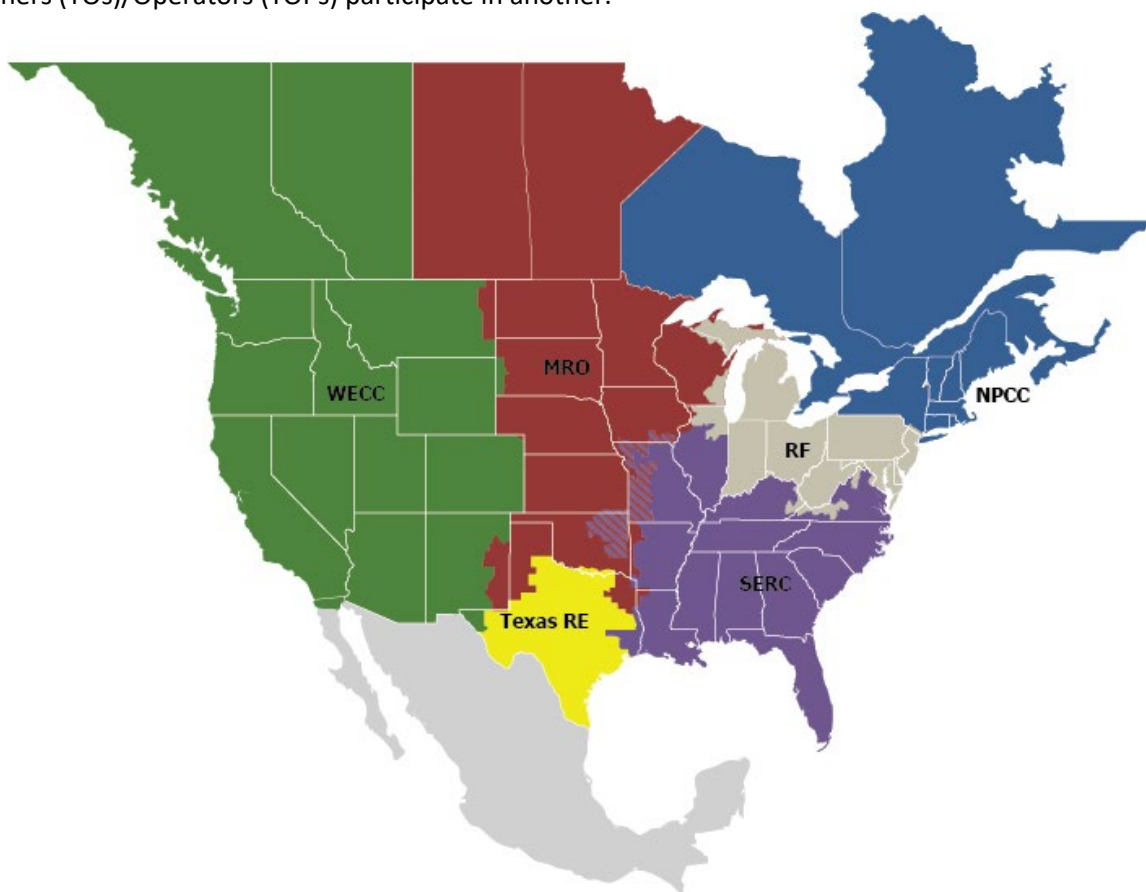 (TOs)/Operators (TOPs) participate in another.
MRO
WECC
NPCC
RF
SERC
Texas RE